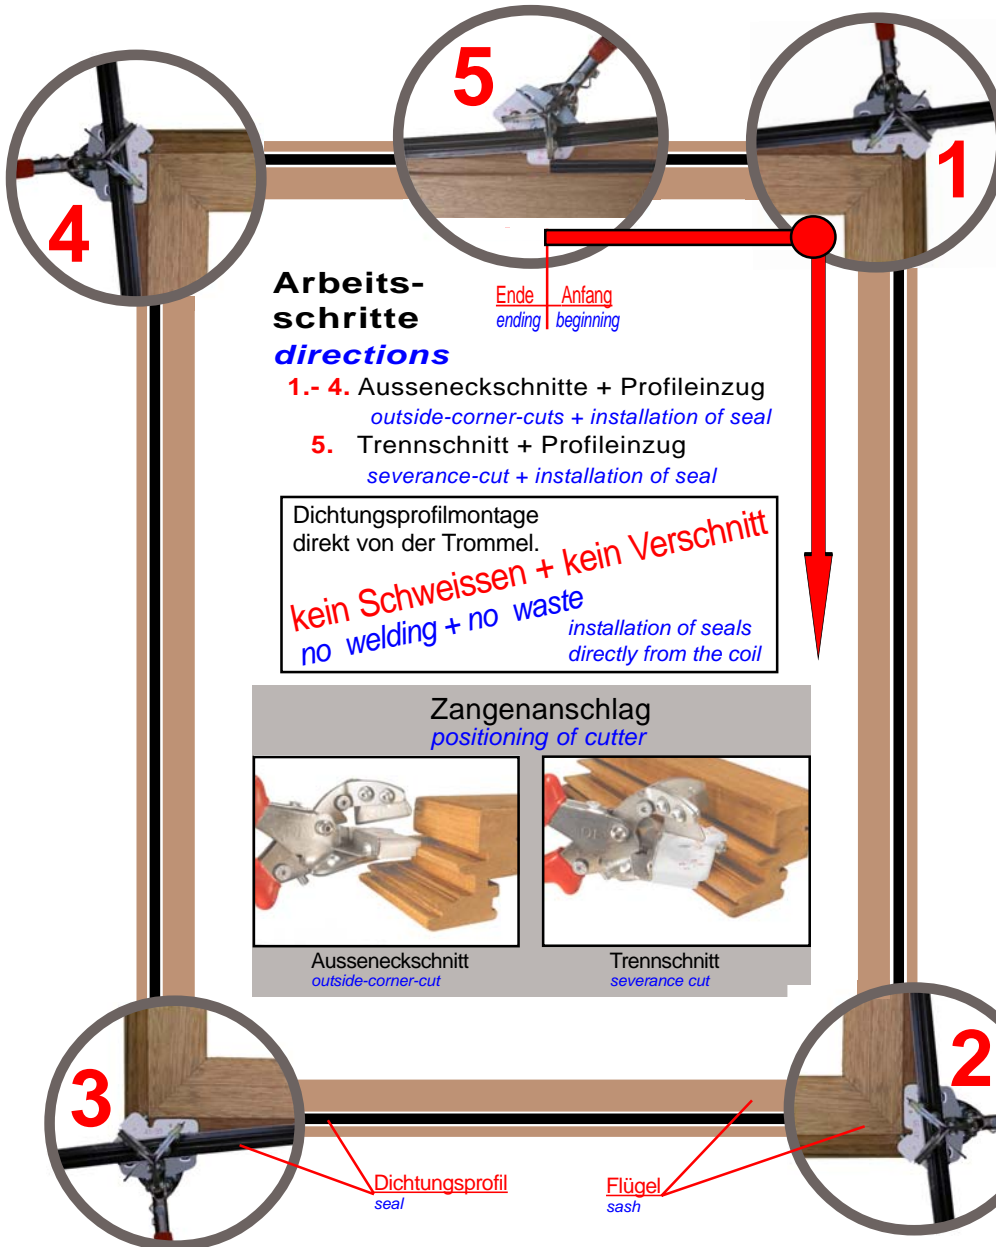 5
1
4
Arbeits-
schritte
directions
Ende Anfang
ending beginning
1.- 4. Ausseneckschnitte + Profileinzug
outside-corner-cuts + installation of seal
5. Trennschnitt + Profileinzug
severance-cut + installation of seal
Dichtungsprofilmontage
direkt von der Trommel.
kein Schweissen + kein Verschnitt
no welding + no waste
installation of seals
directly from the coil
Zangenanschlag
positioning of cutter
Ausseneckschnitt
outside-corner-cut
Trennschnitt
severance cut
3
2
Dichtungsprofil
seal
Flügel
sash